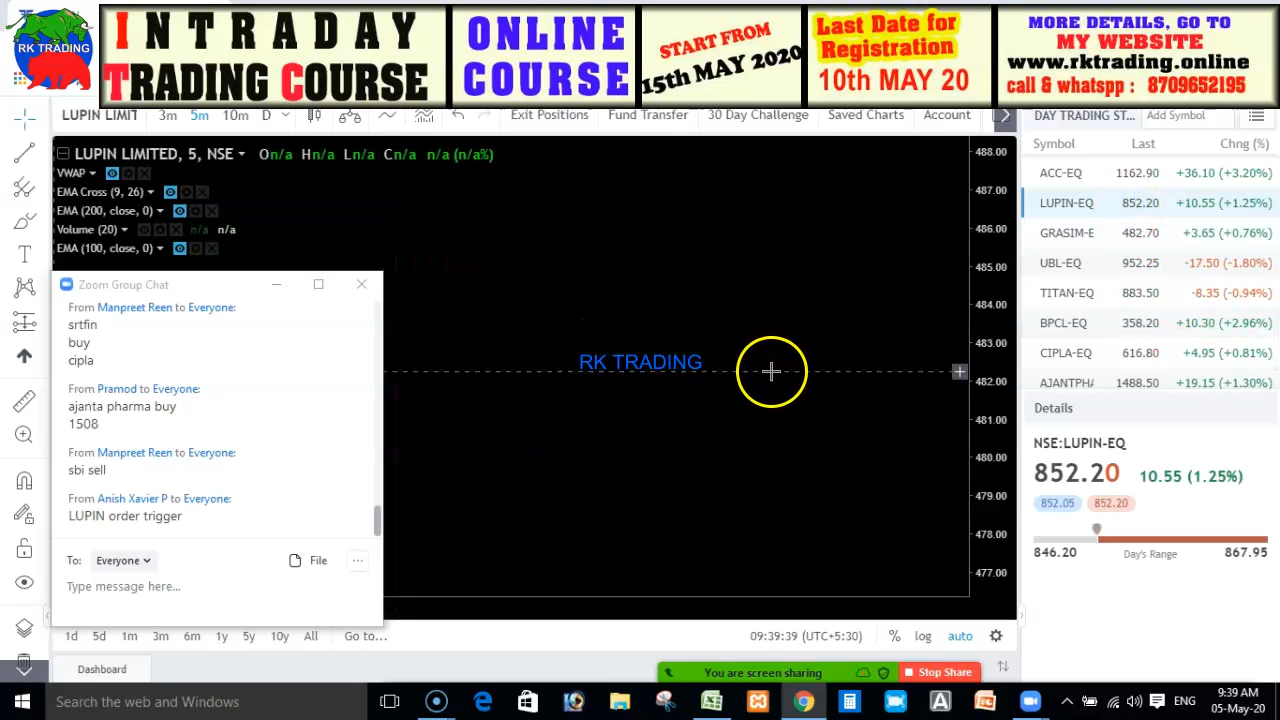 RK TRADING
INTRADAY
TRADING COURSE
ONLINE
COURSE
START FROM
15th MAY 2020
Last Date for
Registration
10th MAY 20
MORE DETAILS, GO TO
MY WEBSITE
www.rktrading.online
call & whatsapp : 8709652195
LUPIN LIMIT 3m 5m 10m D Exit Positions Fund Transfer 30 Day Challenge Saved Charts Account
DAY TRADING ST... Add Symbol
Symbol Last Chng (%)
ACC-EQ 1162.90 +36.10 (+3.20%)
LUPIN-EQ 852.20 +10.55 (+1.25%)
GRASIM-E 482.70 +3.65 (+0.76%)
UBL-EQ 952.25 -17.50 (-1.80%)
TITAN-EQ 883.50 -8.35 (-0.94%)
BPCL-EQ 358.20 +10.30 (+2.96%)
CIPLA-EQ 616.80 +4.95 (+0.81%)
AJANTPHA 1488.50 +19.15 (+1.30%)
Details
NSE:LUPIN-EQ
852.20 10.55 (1.25%)
852.05 852.20
846.20 Day's Range 867.95
LUPIN LIMITED, 5, NSE On/a Hn/a Ln/a Cn/a n/a (n/a%)
VWAP
EMA Cross (9, 26)
EMA (200, close, 0)
Volume (20) n/a n/a
EMA (100, close, 0)
488.00
487.00
486.00
485.00
484.00
483.00
482.00
481.00
480.00
479.00
478.00
477.00
RK TRADING
Zoom Group Chat
From Manpreet Reen to Everyone:
srtfin
buy
cipla
From Pramod to Everyone:
ajanta pharma buy
1508
From Manpreet Reen to Everyone:
sbi sell
From Anish Xavier P to Everyone:
LUPIN order trigger
To: Everyone File ...
Type message here...
1d 5d 1m 3m 6m 1y 5y 10y All Go to... 09:39:39 (UTC+5:30) % log auto
Dashboard
You are screen sharing Stop Share
Search the web and Windows
ENG
9:39 AM
05-May-20